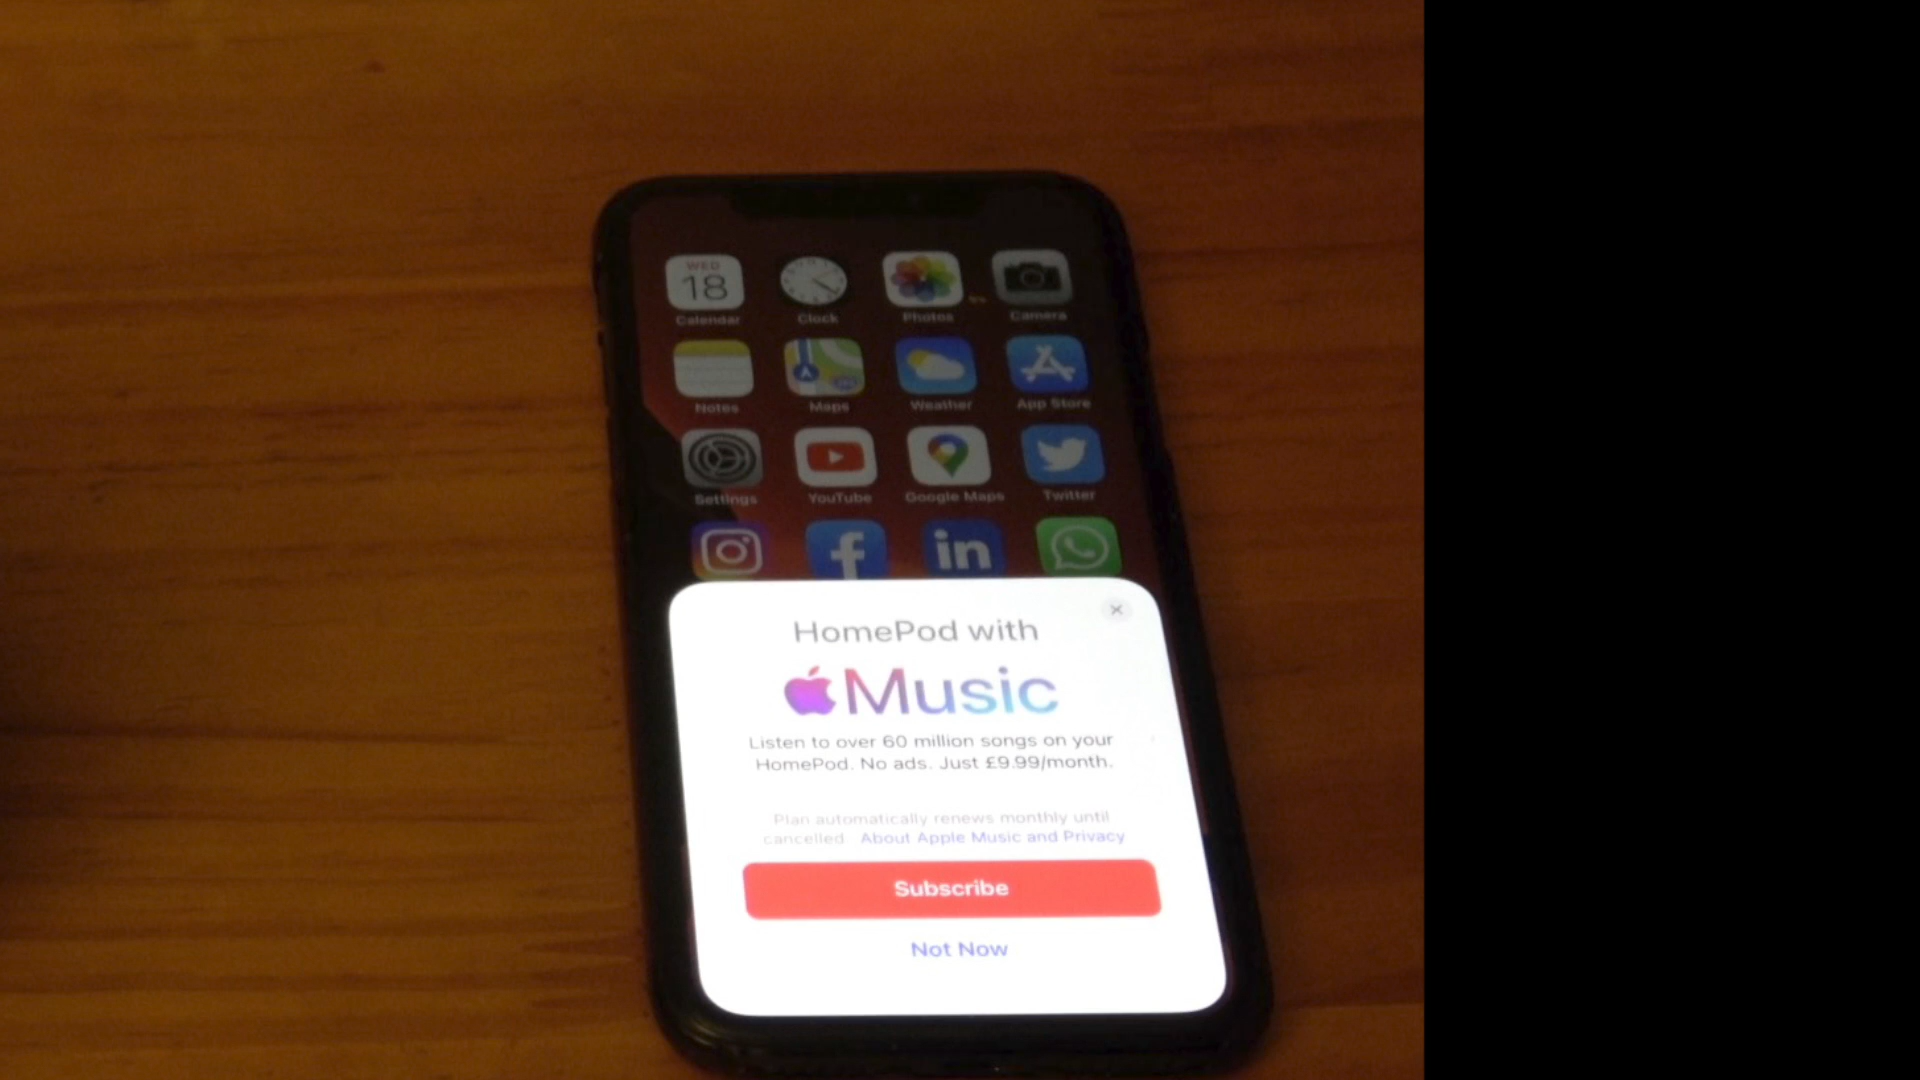 WED
18
Calendar Clock Photos Camera
Notes Maps Weather App Store
Settings YouTube Google Maps Twitter
f in
HomePod with
Music
Listen to over 60 million songs on your
HomePod. No ads. Just £9.99/month.
Plan automatically renews monthly until
cancelled About Apple Music and Privacy
Subscribe
Not Now